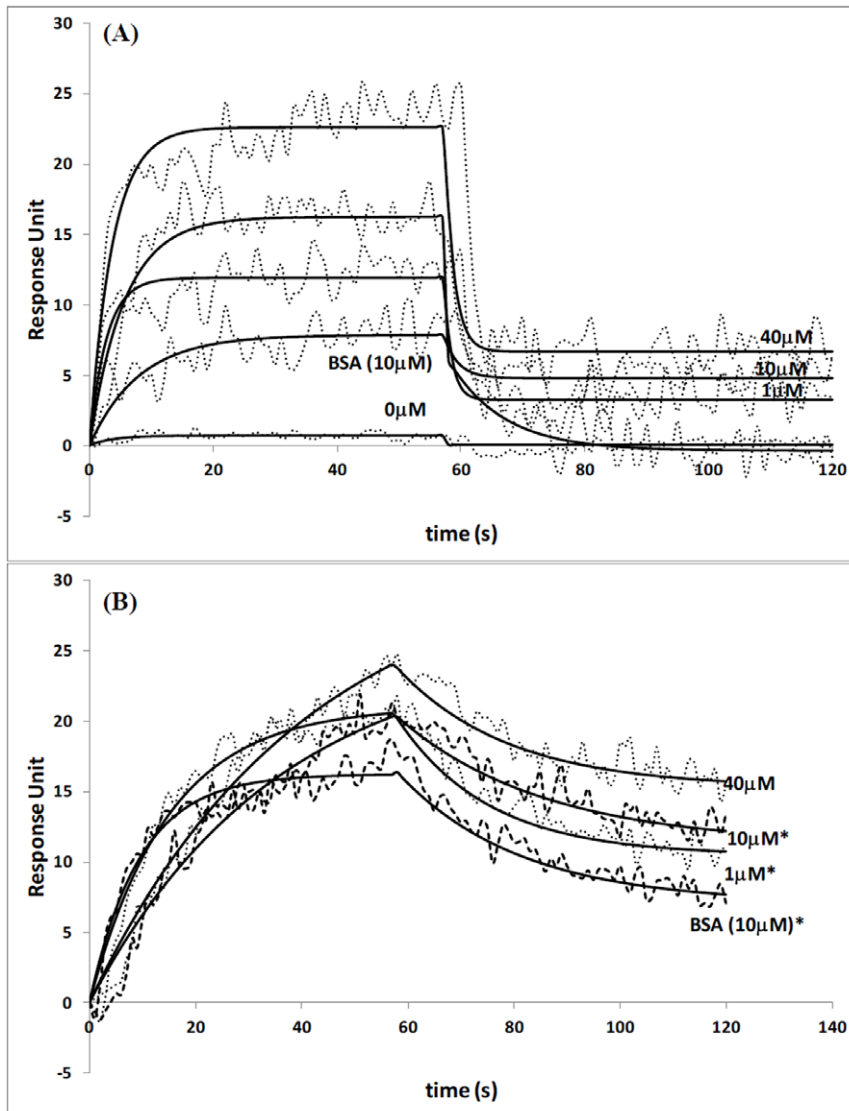 (A)
Response Unit
30
25
20
15
10
5
0
-5
0 20 40 60 80 100 120
time (s)
BSA (10µM)
0µM
40µM
10µM
1µM
(B)
Response Unit
30
25
20
15
10
5
0
-5
0 20 40 60 80 100 120 140
time (s)
40µM
10µM*
1µM*
BSA (10µM)*